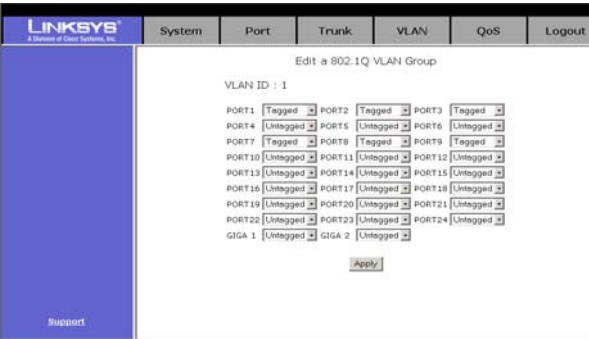 LINKSYS®
A Division of Cisco Systems, Inc.
System Port Trunk VLAN QoS Logout
Edit a 802.1Q VLAN Group
VLAN ID : 1
PORT1 Tagged PORT2 Tagged PORT3 Tagged
PORT4 Untagged PORT5 Untagged PORT6 Untagged
PORT7 Tagged PORT8 Tagged PORT9 Tagged
PORT10 Untagged PORT11 Untagged PORT12 Untagged
PORT13 Untagged PORT14 Untagged PORT15 Untagged
PORT16 Untagged PORT17 Untagged PORT18 Untagged
PORT19 Untagged PORT20 Untagged PORT21 Untagged
PORT22 Untagged PORT23 Untagged PORT24 Untagged
GIGA 1 Untagged GIGA 2 Untagged
Apply
Support